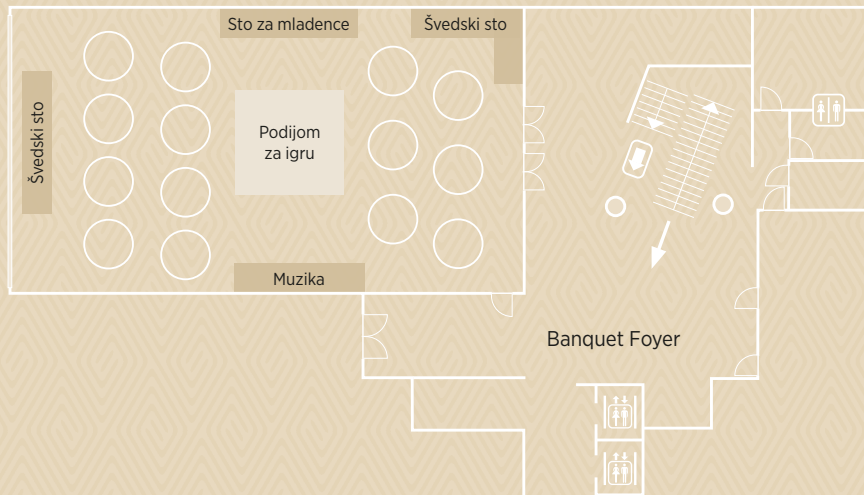 Sto za mladence
Švedski sto
Švedski sto
Podijom
za igru
Muzika
Banquet Foyer